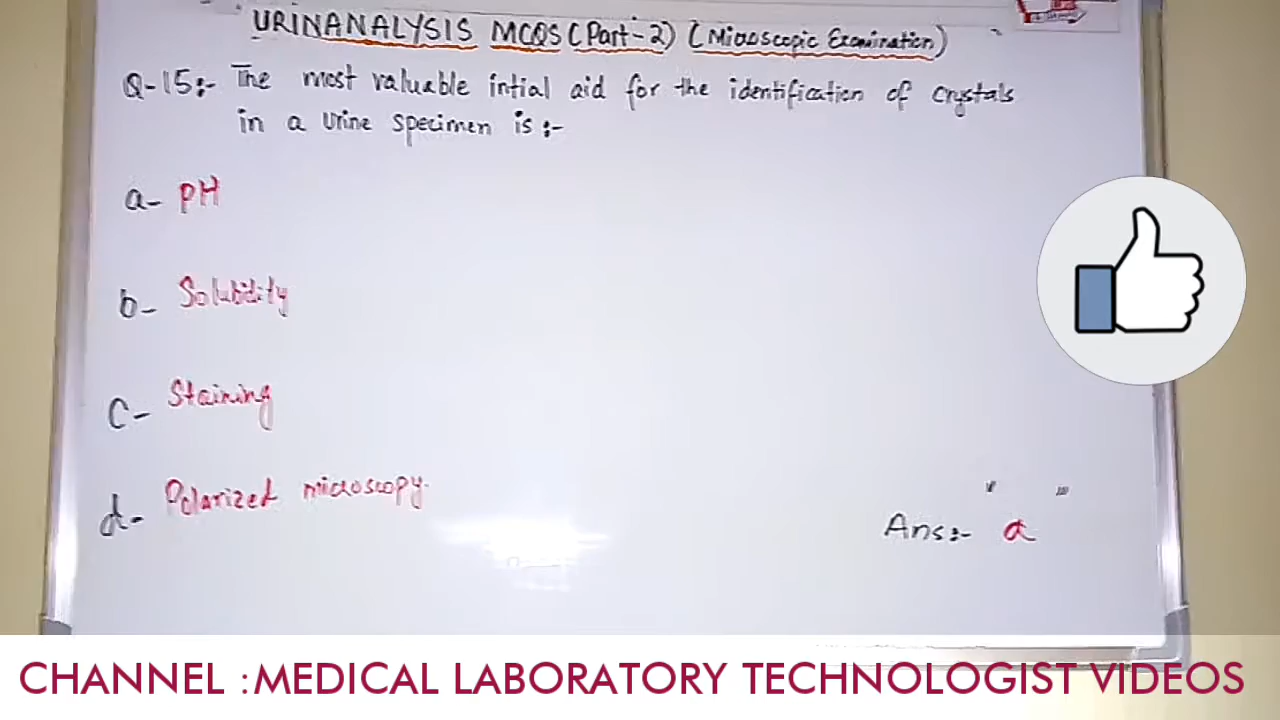 URINANALYSIS MCQS (Part-2) (Microscopic Examination)
Q-15:- The most valuable intial aid for the identification of crystals
in a urine specimen is :-
a- PH
b- Solubility
c- Staining
d- Polarized microscopy.
Ans:- a
CHANNEL : MEDICAL LABORATORY TECHNOLOGIST VIDEOS